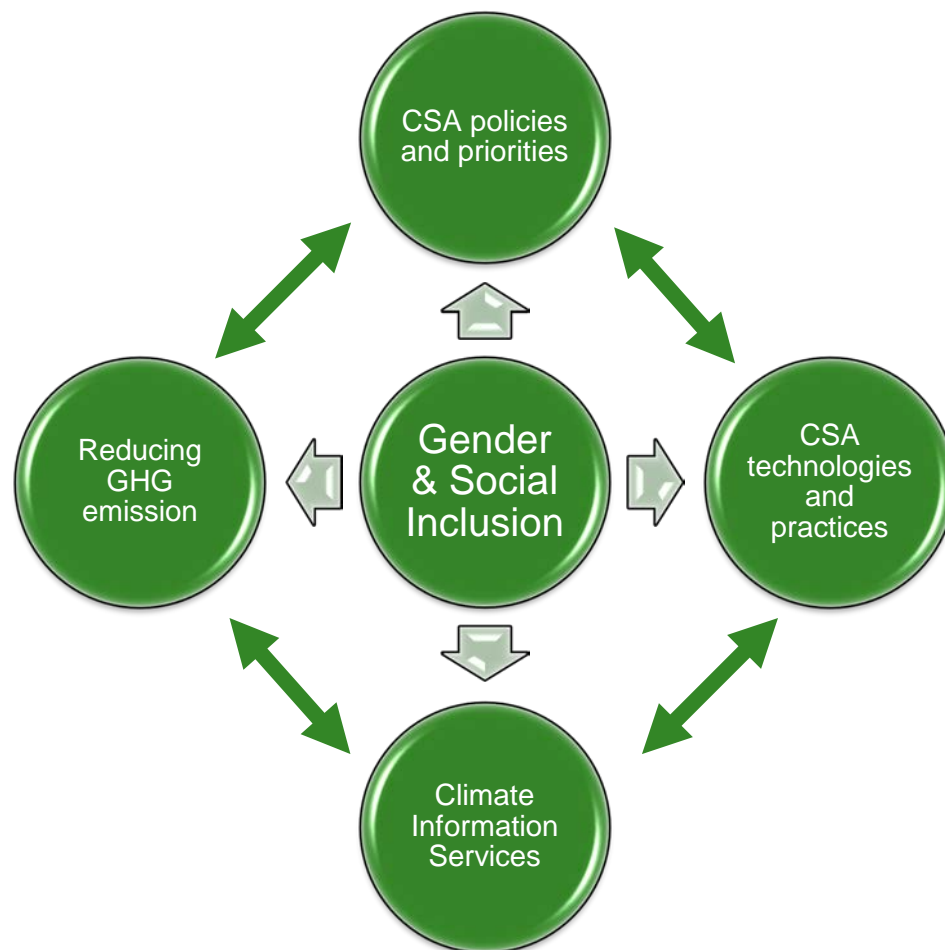 CSA policies
and priorities
Reducing
GHG
emission
Gender
& Social
Inclusion
CSA
technologies
and
practices
Climate
Information
Services